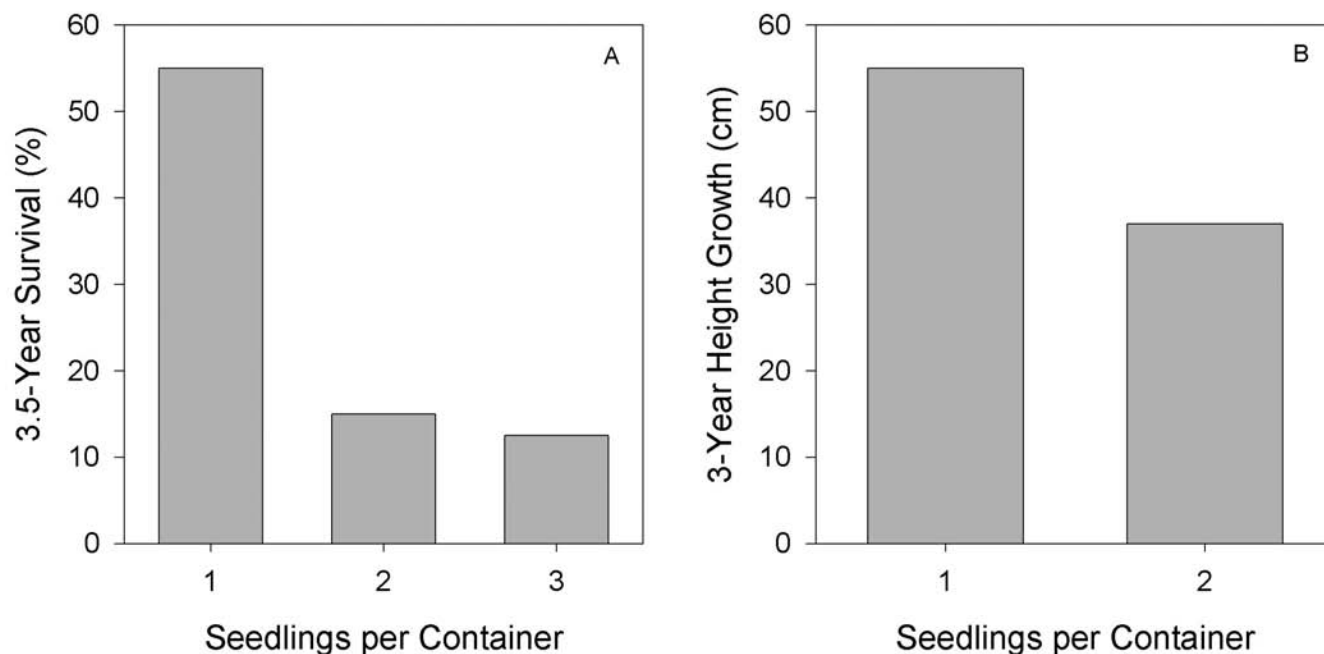 A
3.5-Year Survival (%)
60
50
40
30
20
10
0
1 2 3
Seedlings per Container
B
3-Year Height Growth (cm)
60
50
40
30
20
10
0
1 2
Seedlings per Container